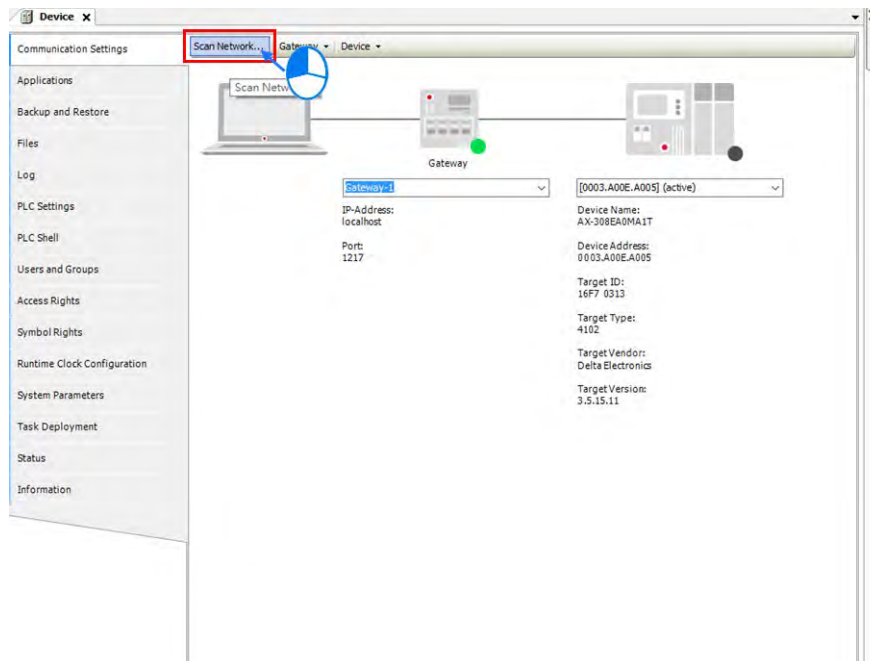 Device
Communication Settings
Applications
Backup and Restore
Files
Log
PLC Settings
PLC Shell
Users and Groups
Access Rights
Symbol Rights
Runtime Clock Configuration
System Parameters
Task Deployment
Status
Information
Scan Network... Gateway Device
Scan Netw
Gateway
Gateway-1
IP-Address:
localhost
Port:
1217
[0003.A00E.A005] (active)
Device Name:
AX-308EA0MA1T
Device Address:
0003.A00E.A005
Target ID:
16F7 0313
Target Type:
4102
Target Vendor:
Delta Electronics
Target Version:
3.5.15.11